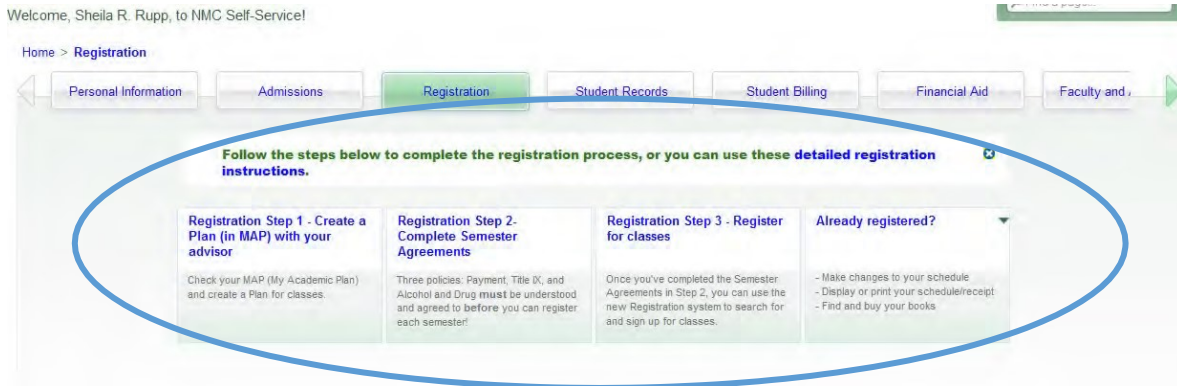 Welcome, Sheila R. Rupp, to NMC Self-Service!
Home > Registration
Personal Information
Admissions
Registration
Student Records
Student Billing
Financial Aid
Faculty and
Follow the steps below to complete the registration process, or you can use these detailed registration
instructions.
Registration Step 1 - Create a
Plan (in MAP) with your
advisor
Check your MAP (My Academic Plan)
and create a Plan for classes.
Registration Step 2-
Complete Semester
Agreements
Three policies: Payment, Title IX, and
Alcohol and Drug must be understood
and agreed to before you can register
each semester!
Registration Step 3 - Register
for classes
Once you've completed the Semester
Agreements in Step 2, you can use the
new Registration system to search for
and sign up for classes.
Already registered?
- Make changes to your schedule
- Display or print your schedule/receipt
- Find and buy your books